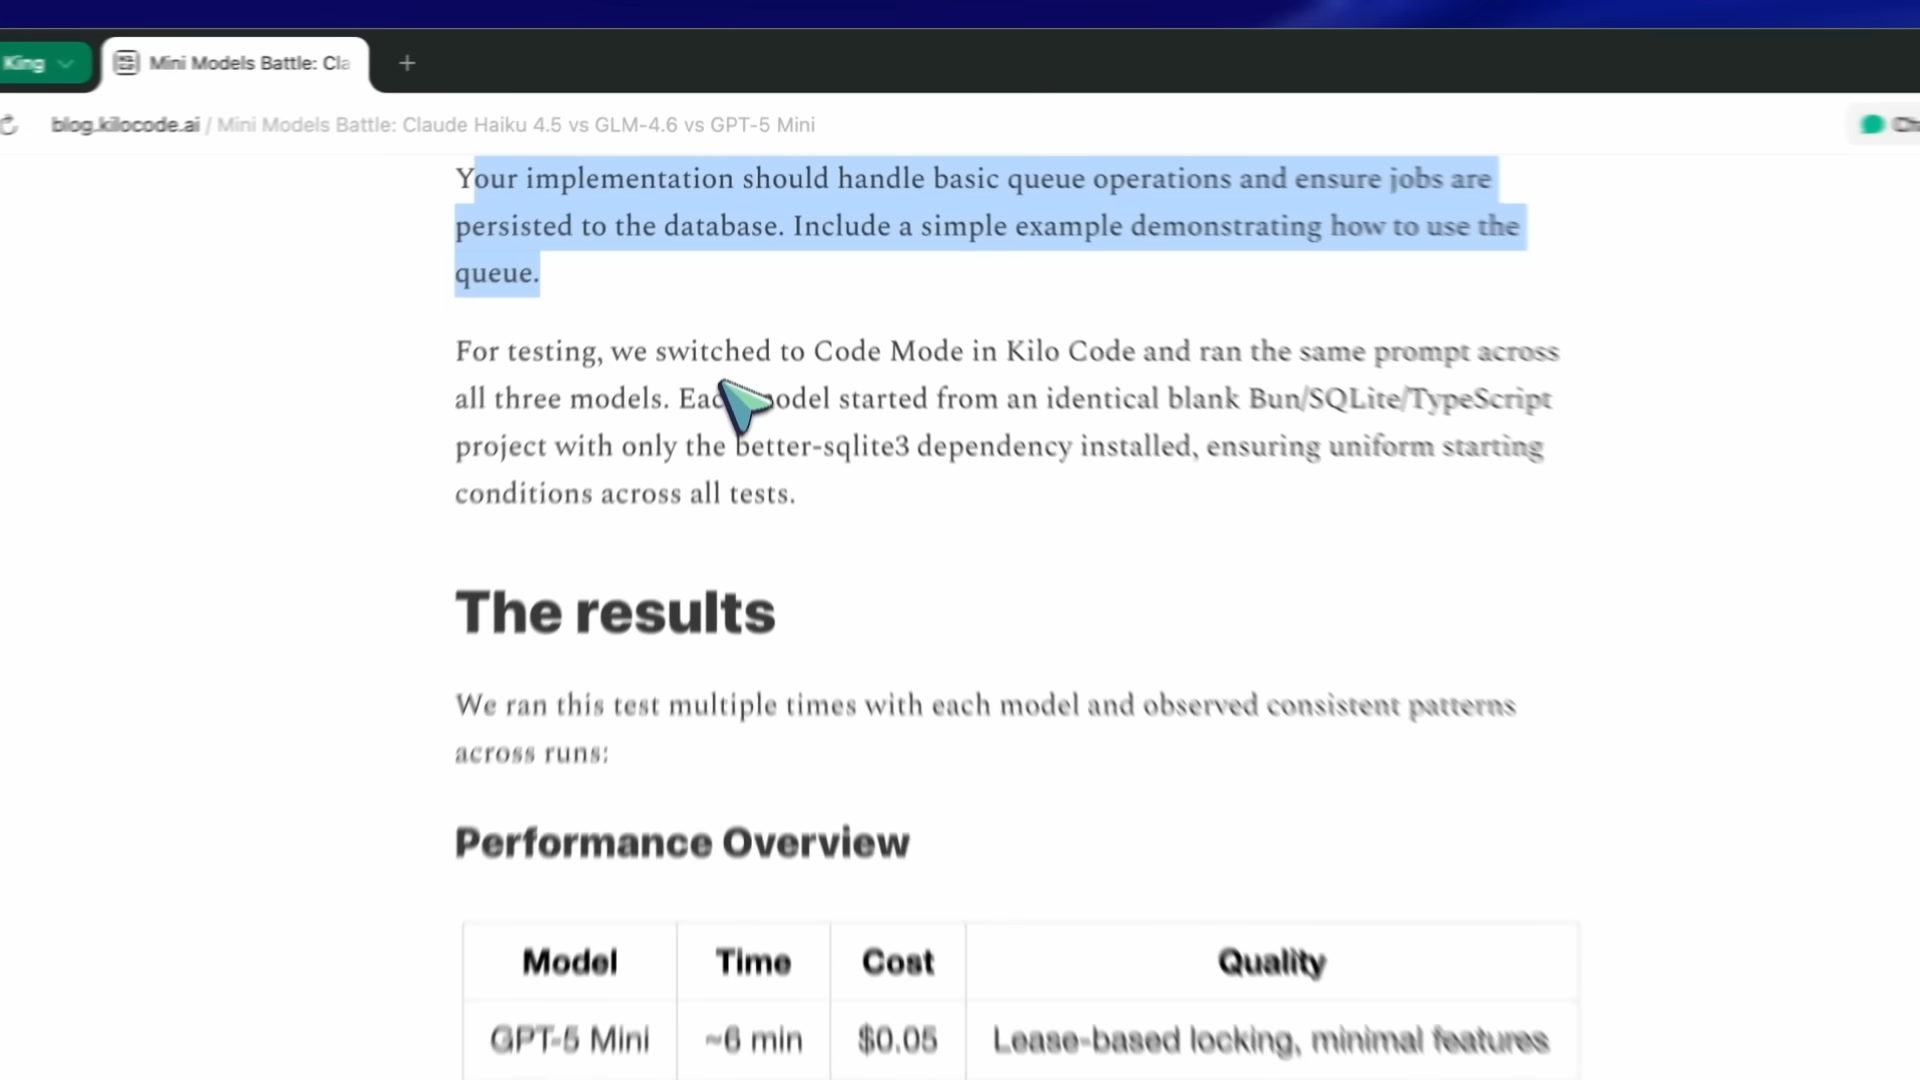 King
Mini Models Battle: Cla
+
blog.kilocode.ai / Mini Models Battle: Claude Haiku 4.5 vs GLM-4.6 vs GPT-5 Mini
Your implementation should handle basic queue operations and ensure jobs are
persisted to the database. Include a simple example demonstrating how to use the
queue.
For testing, we switched to Code Mode in Kilo Code and ran the same prompt across
all three models. Each model started from an identical blank Bun/SQLite/TypeScript
project with only the better-sqlite3 dependency installed, ensuring uniform starting
conditions across all tests.
The results
We ran this test multiple times with each model and observed consistent patterns
across runs:
Performance Overview
Model Time Cost Quality
GPT-5 Mini ~6 min $0.05 Lease-based locking, minimal features